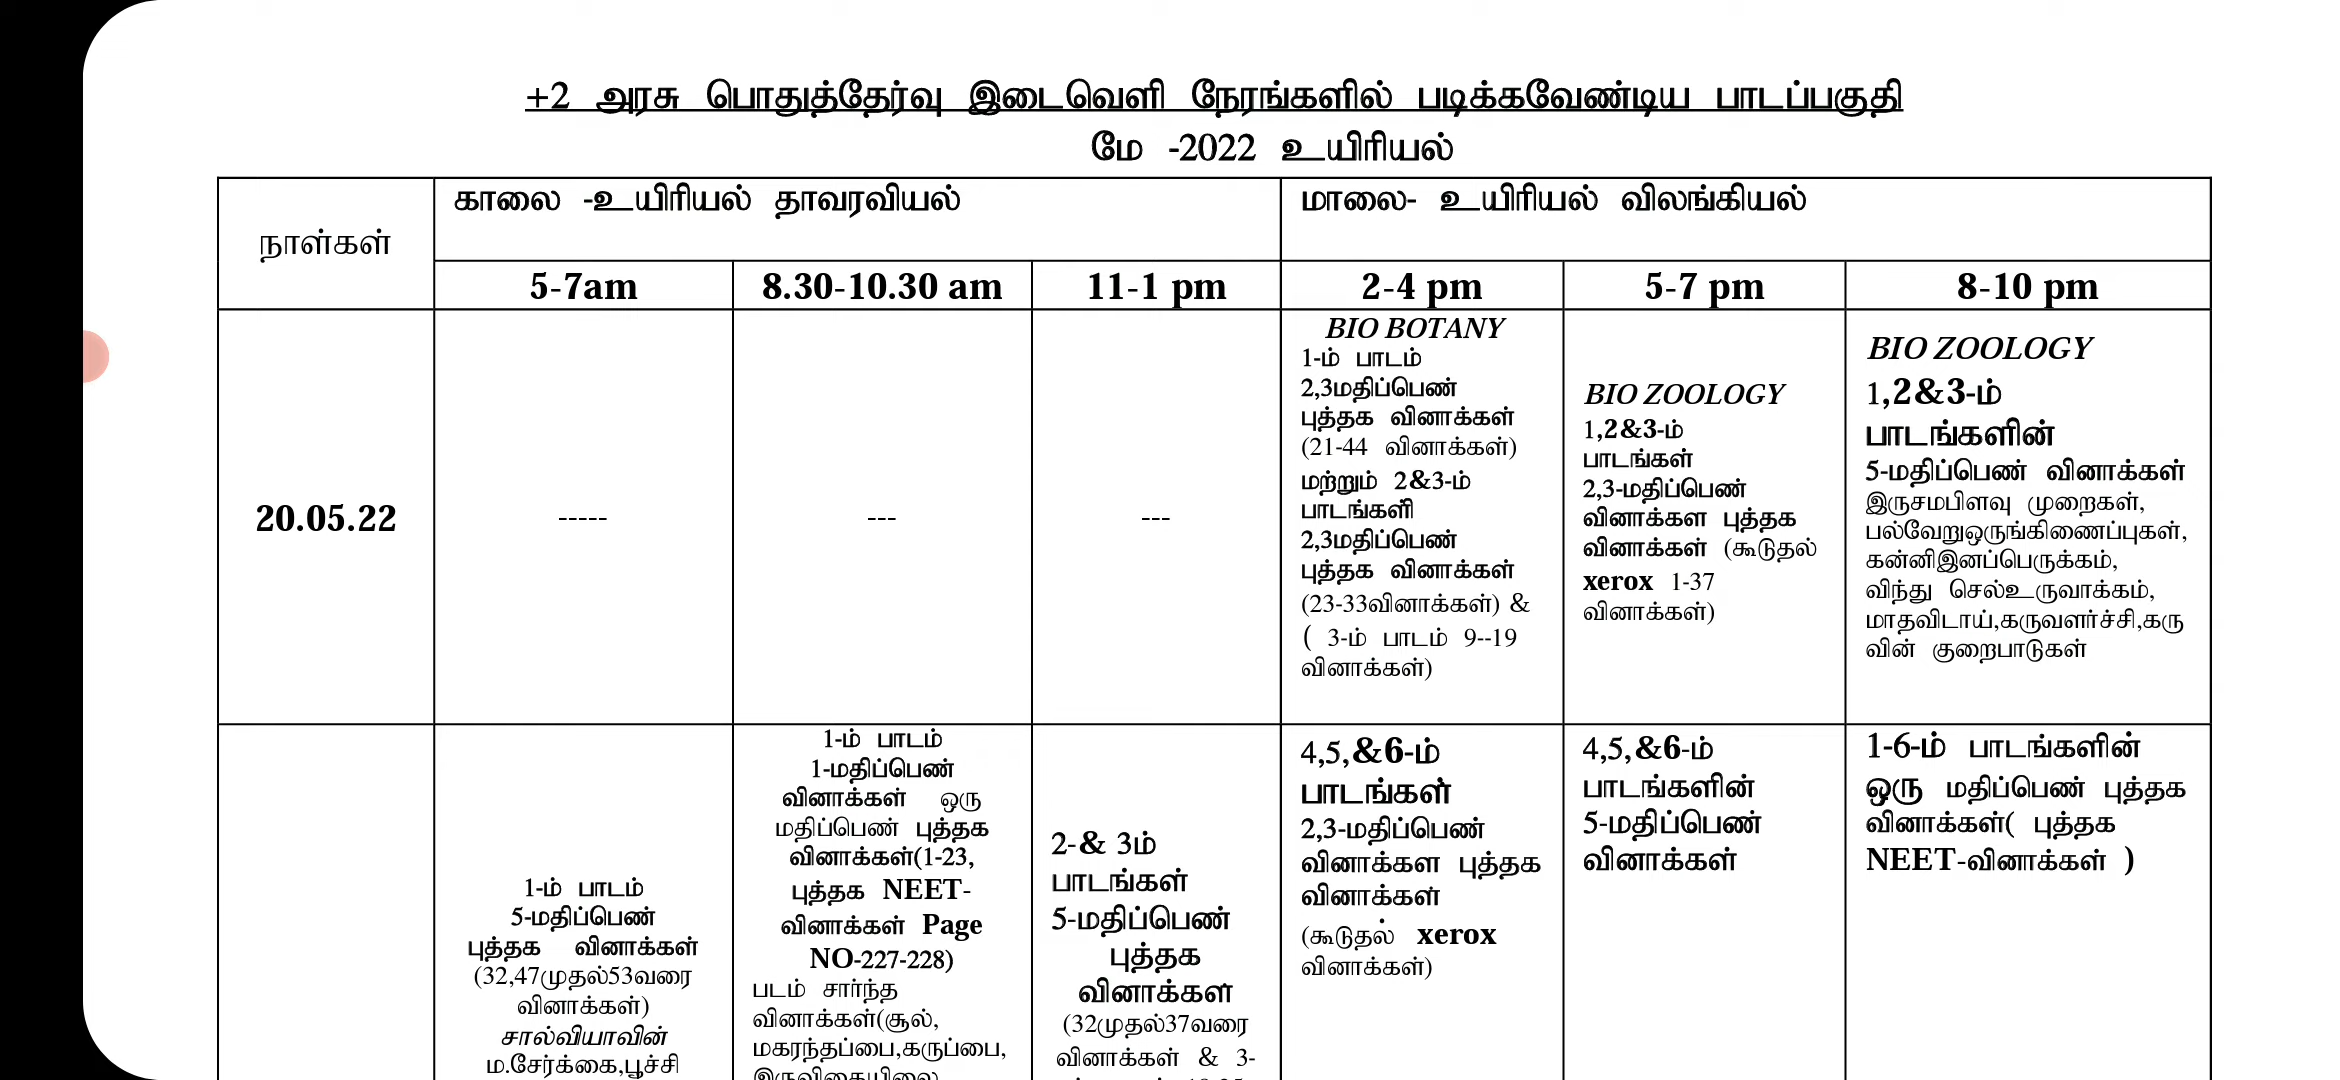 +2 அரசு பொதுத்தேர்வு இடைவெளி நேரங்களில் படிக்கவேண்டிய பாடப்பகுதி
மே -2022 உயிரியல்
நாள்கள்
காலை -உயிரியல் தாவரவியல்
மாலை- உயிரியல் விலங்கியல்
5-7am
8.30-10.30 am
11-1 pm
2-4 pm
5-7 pm
8-10 pm
20.05.22
-----
---
---
BIO BOTANY
1-ம் பாடம்
2,3மதிப்பெண்
புத்தக வினாக்கள்
(21-44 வினாக்கள்)
மற்றும் 2&3-ம்
பாடங்களி
2,3மதிப்பெண்
புத்தக வினாக்கள்
(23-33வினாக்கள்) &
( 3-ம் பாடம் 9--19
வினாக்கள்)
BIO ZOOLOGY
1,2&3-ம்
பாடங்கள்
2,3-மதிப்பெண்
வினாக்கள புத்தக
வினாக்கள் (கூடுதல்
xerox 1-37
வினாக்கள்)
BIO ZOOLOGY
1,2&3-ம்
பாடங்களின்
5-மதிப்பெண் வினாக்கள்
இருசமபிளவு முறைகள்,
பல்வேறுஒருங்கிணைப்புகள்,
கன்னிஇனப்பெருக்கம்,
விந்து செல்உருவாக்கம்,
மாதவிடாய்,கருவளர்ச்சி,கரு
வின் குறைபாடுகள்
1-ம் பாடம்
5-மதிப்பெண்
புத்தக வினாக்கள்
(32,47முதல்53வரை
வினாக்கள்)
சால்வியாவின்
ம.சேர்க்கை,பூச்சி
1-ம் பாடம்
1-மதிப்பெண்
வினாக்கள் ஒரு
மதிப்பெண் புத்தக
வினாக்கள்(1-23,
புத்தக NEET-
வினாக்கள் Page
NO-227-228)
படம் சார்ந்த
வினாக்கள்(சூல்,
மகரந்தப்பை,கருப்பை,
2-& 3ம்
பாடங்கள்
5-மதிப்பெண்
புத்தக
வினாக்கள்
(32முதல்37வரை
வினாக்கள் & 3-
4,5,&6-ம்
பாடங்கள்
2,3-மதிப்பெண்
வினாக்கள புத்தக
வினாக்கள்
(கூடுதல் xerox
வினாக்கள்)
4,5,&6-ம்
பாடங்களின்
5-மதிப்பெண்
வினாக்கள்
1-6-ம் பாடங்களின்
ஒரு மதிப்பெண் புத்தக
வினாக்கள்( புத்தக
NEET-வினாக்கள் )